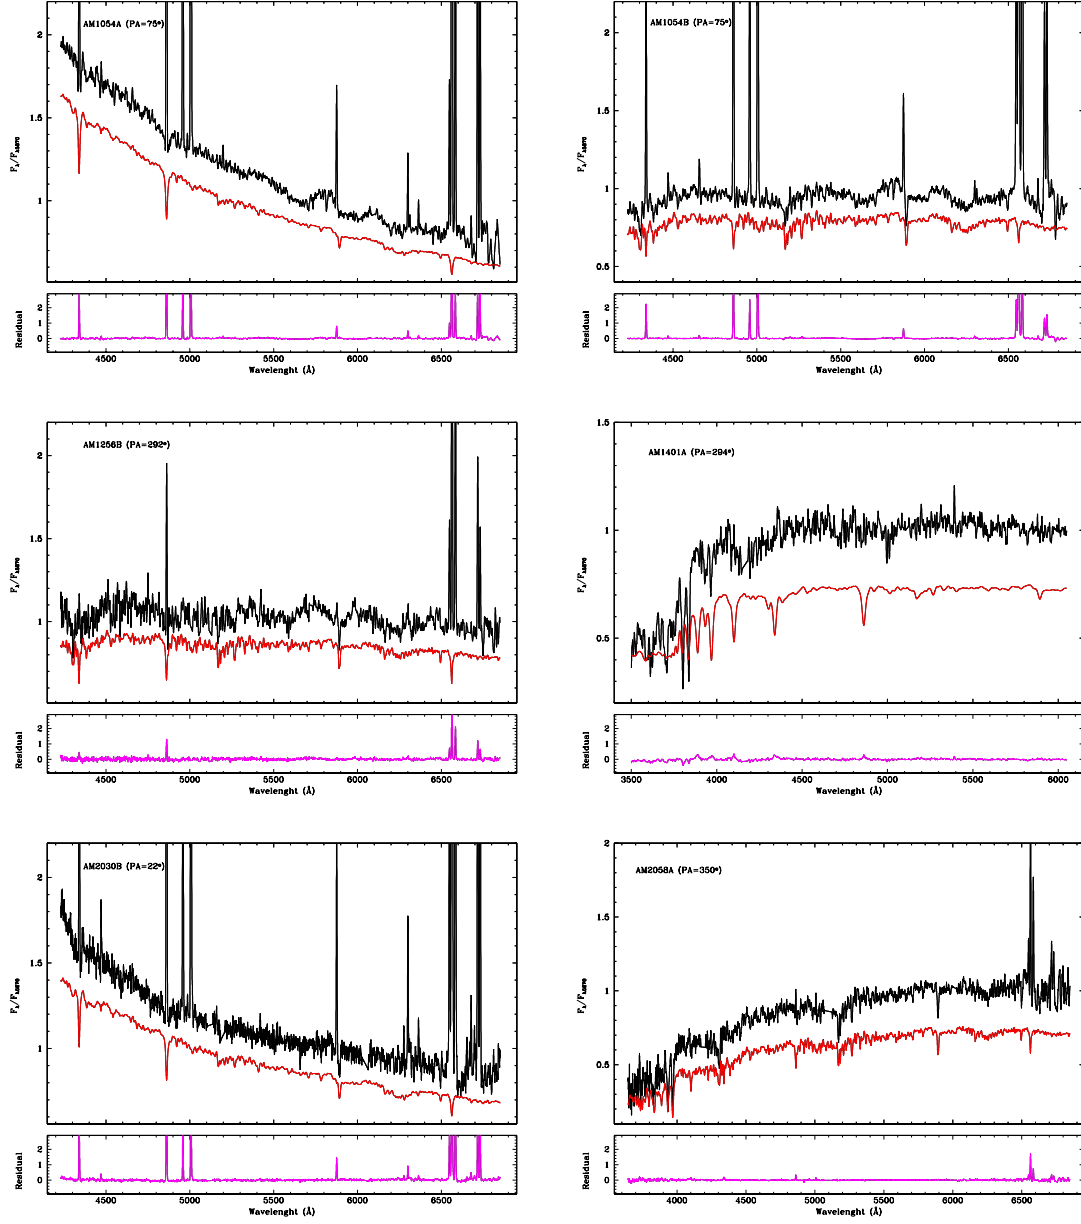 AM1054A (PA=75°)
2
1.5
1
F_λ/F_λ5870
2
1
0
Residual
4500 5000 5500 6000 6500
Wavelenght (Å)
AM1054B (PA=75°)
2
1.5
1
0.5
F_λ/F_λ5870
2
1
0
Residual
4500 5000 5500 6000 6500
Wavelenght (Å)
AM1256B (PA=292°)
2
1.5
1
F_λ/F_λ5870
2
1
0
Residual
4500 5000 5500 6000 6500
Wavelenght (Å)
AM1401A (PA=294°)
1.5
1
0.5
F_λ/F_λ5870
2
1
0
Residual
3500 4000 4500 5000 5500 6000
Wavelenght (Å)
AM2030B (PA=22°)
2
1.5
1
F_λ/F_λ5870
2
1
0
Residual
4500 5000 5500 6000 6500
Wavelenght (Å)
AM2058A (PA=350°)
2
1.5
1
0.5
F_λ/F_λ5870
2
1
0
Residual
4000 4500 5000 5500 6000 6500
Wavelenght (Å)